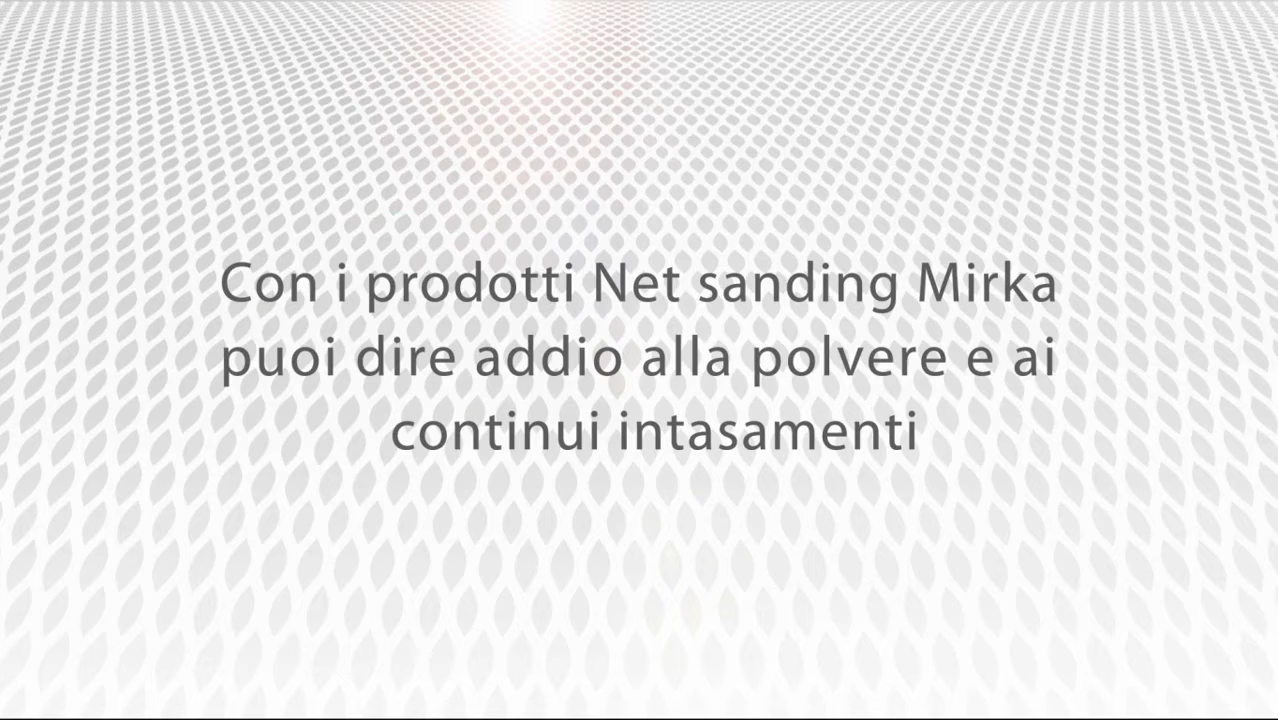 Con i prodotti Net sanding Mirka
puoi dire addio alla polvere e ai
continui intasamenti